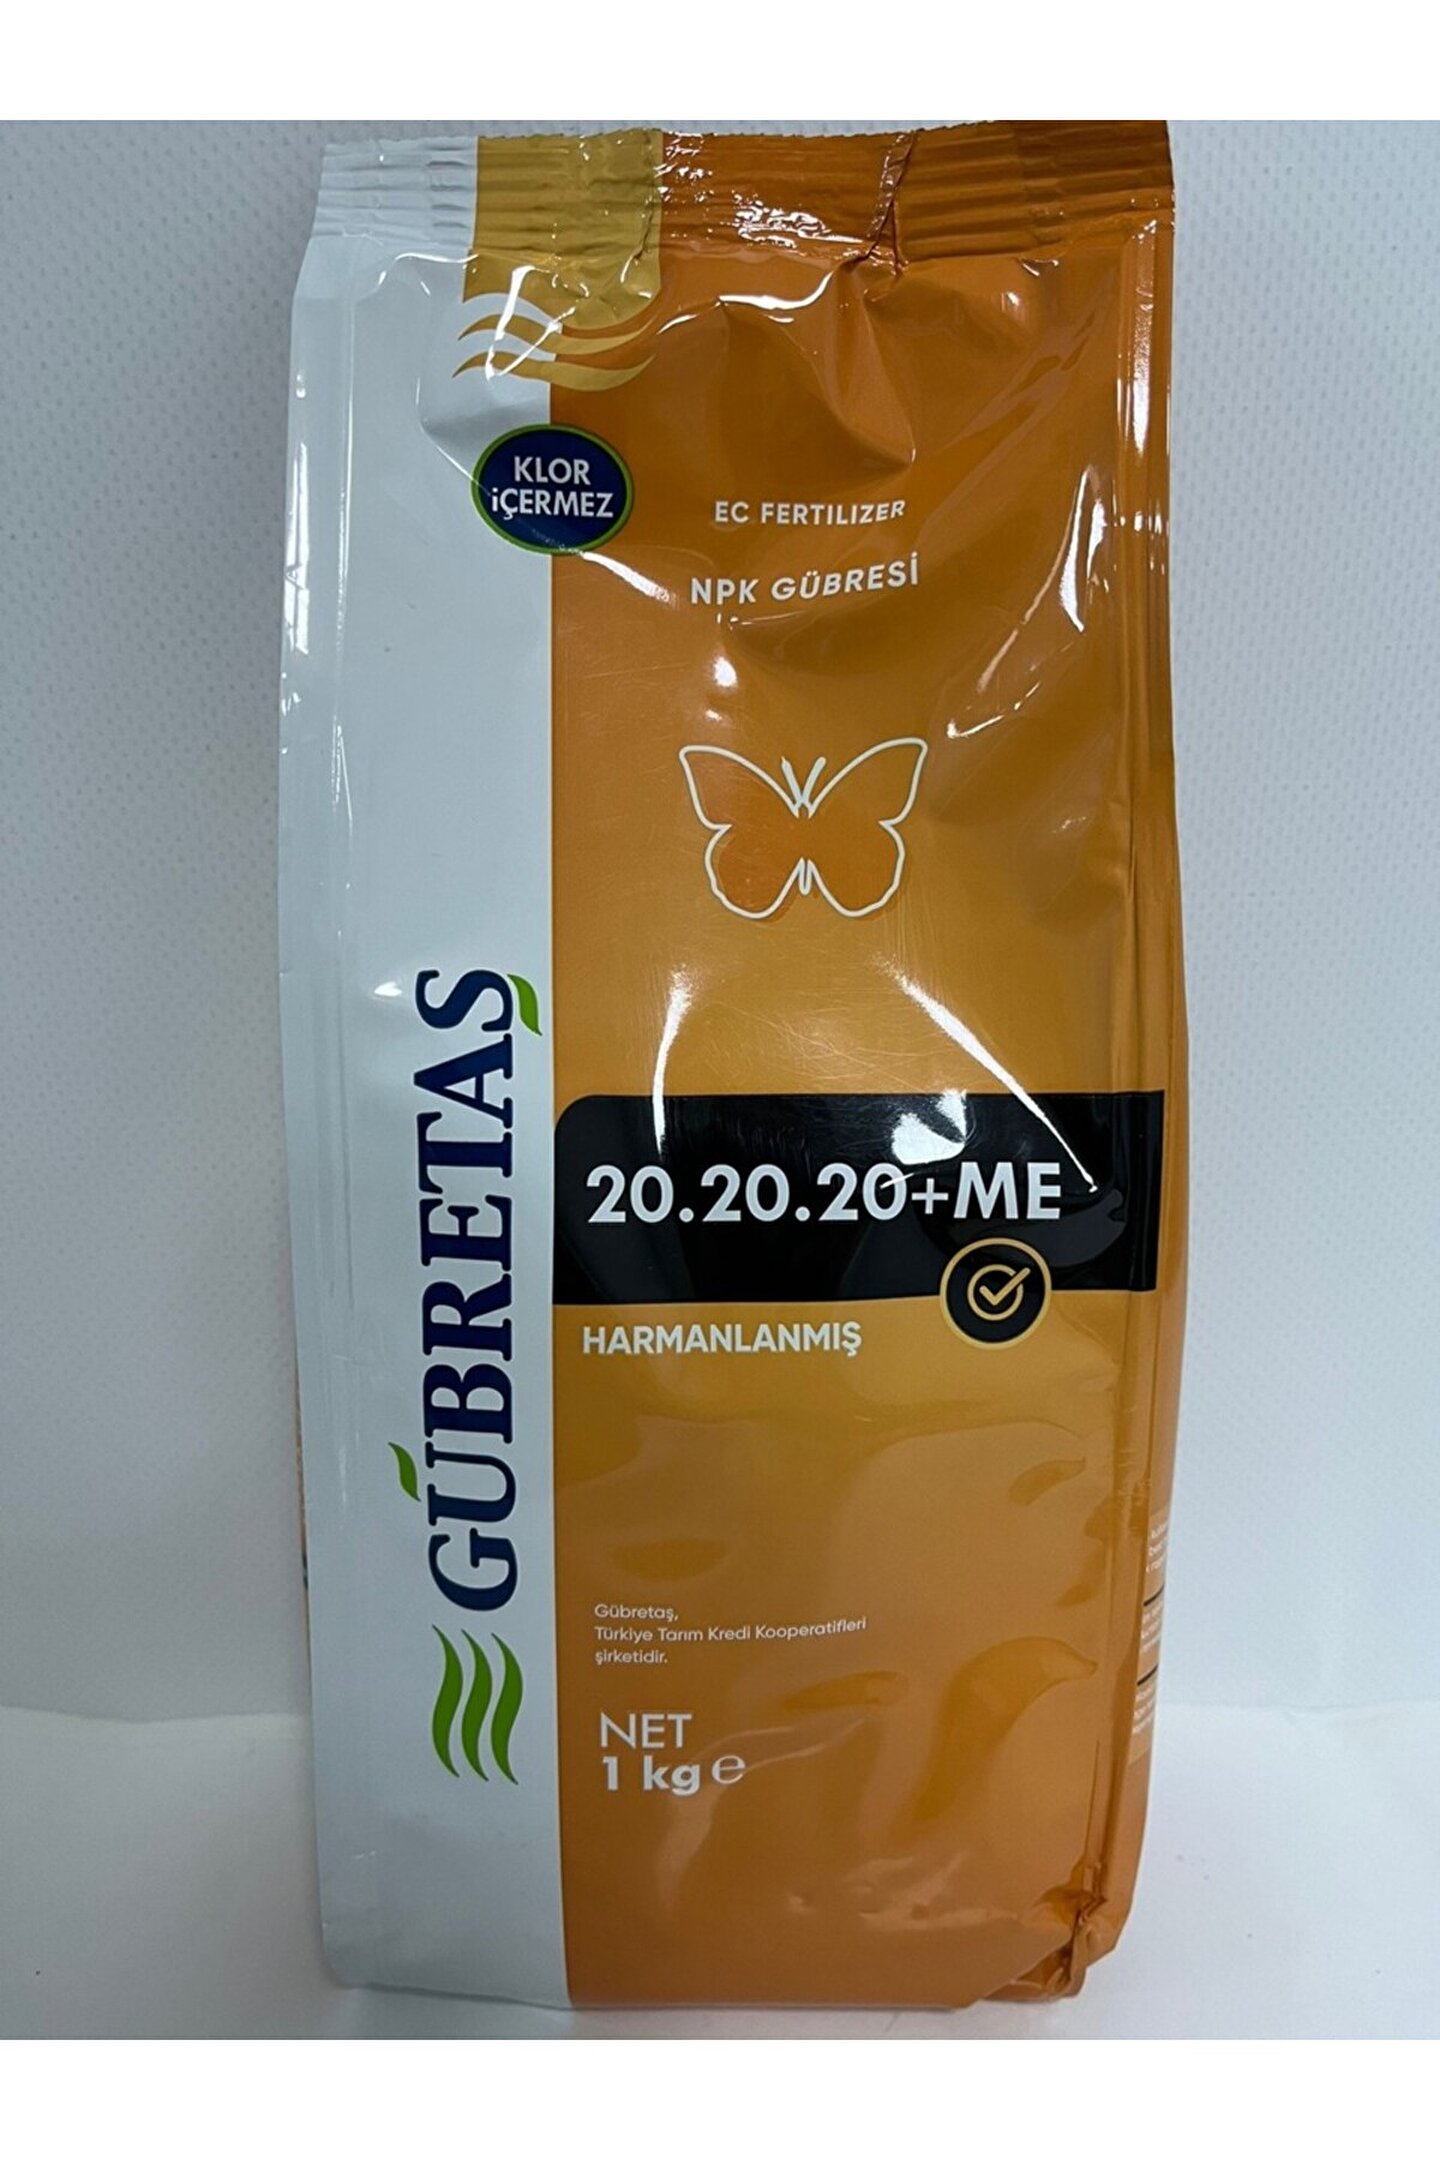 KLOR
iÇERMEZ
EC FERTILIZER
NPK GÜBRESİ
GÜBRETAŞ
20.20.20+ME
HARMANLANMIŞ
Gübretaş,
Türkiye Tarım Kredi Kooperatifleri
şirketidir.
NET
1 kg e